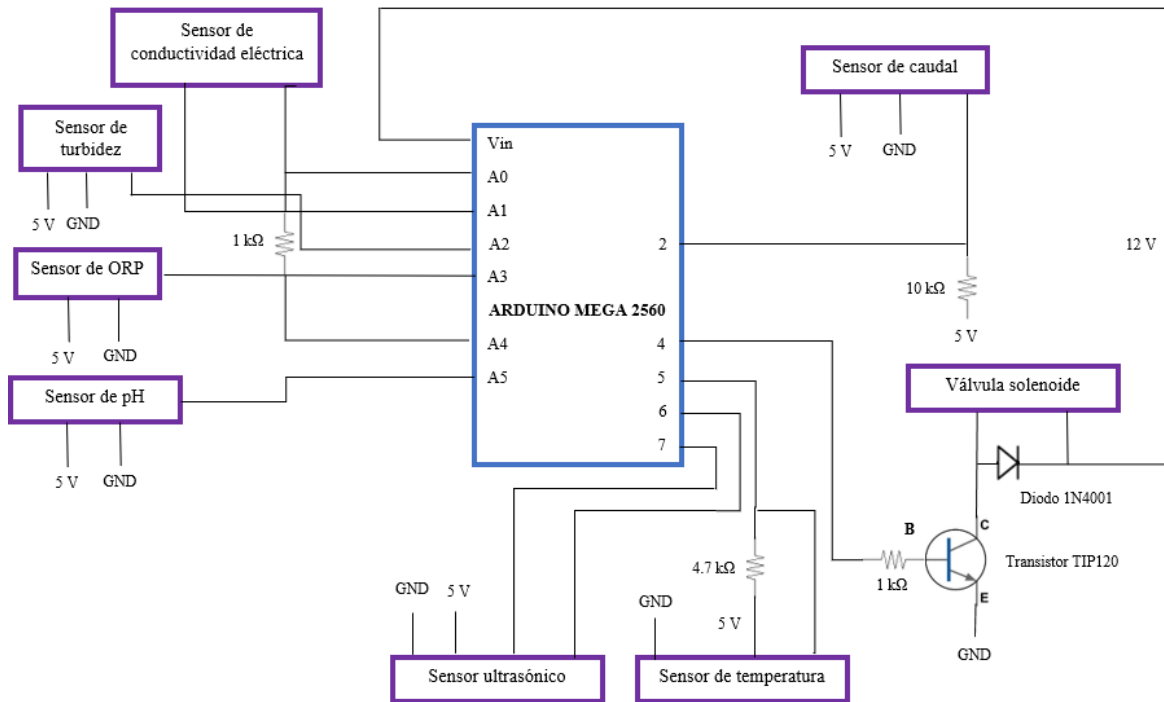 Sensor de
conductividad eléctrica
Sensor de caudal
Sensor de
turbidez
5 V
GND
5 V
GND
Vin
A0
A1
A2
A3
ARDUINO MEGA 2560
A4
A5
2
4
5
6
7
1 kΩ
12 V
10 kΩ
5 V
Sensor de ORP
5 V
GND
Sensor de pH
5 V
GND
Válvula solenoide
Diodo 1N4001
B
C
E
1 kΩ
Transistor TIP120
GND
4.7 kΩ
5 V
GND
GND
5 V
Sensor ultrasónico
Sensor de temperatura